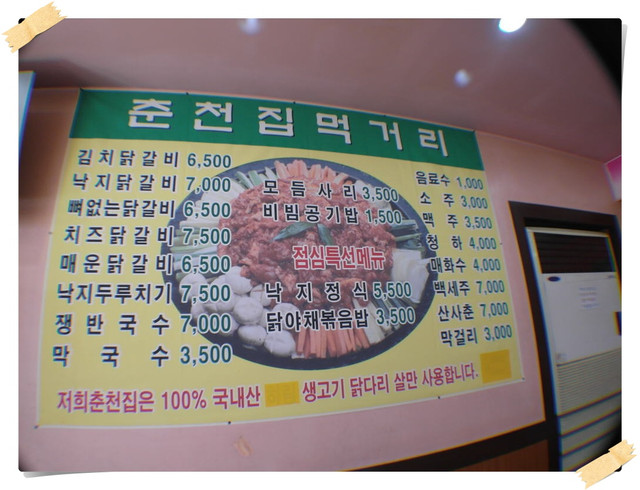 춘천집먹거리
김치닭갈비 6,500
낙지닭갈비 7,000
뼈없는닭갈비 6,500
치즈닭갈비 7,500
매운닭갈비 6,500
낙지두루치기 7,500
쟁반국수 7,000
막국수 3,500
모듬사리 3,500
비빔공기밥 1,500
점심특선메뉴
낙지정식 5,500
닭야채볶음밥 3,500
음료수 1,000
소주 3,000
맥주 3,500
청하 4,000
매화수 4,000
백세주 7,000
산사춘 7,000
막걸리 3,000
저희춘천집은 100% 국내산 생고기 닭다리 살만 사용합니다.